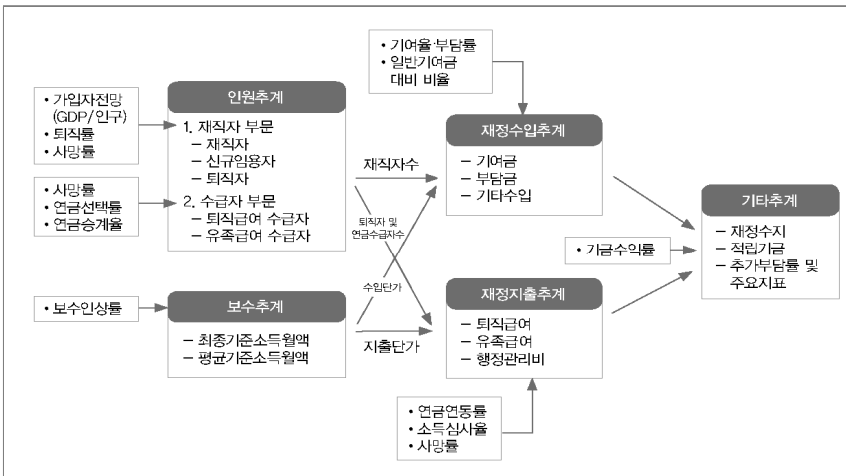 • 기여율·부담률
• 일반기여금
대비 비율
• 가입자전망
(GDP/인구)
• 퇴직률
• 사망률
인원추계
1. 재직자 부문
– 재직자
– 신규임용자
– 퇴직자
2. 수급자 부문
– 퇴직급여 수급자
– 유족급여 수급자
• 사망률
• 연금선택률
• 연금승계율
재직자수
퇴직자 및
연금수급자수
수입단가
지출단가
재정수입추계
– 기여금
– 부담금
– 기타수입
기타추계
– 재정수지
– 적립기금
– 추가부담률 및
주요지표
• 기금수익률
• 보수인상률
보수추계
– 최종기준소득월액
– 평균기준소득월액
재정지출추계
– 퇴직급여
– 유족급여
– 행정관리비
• 연금연동률
• 소득심사율
• 사망률